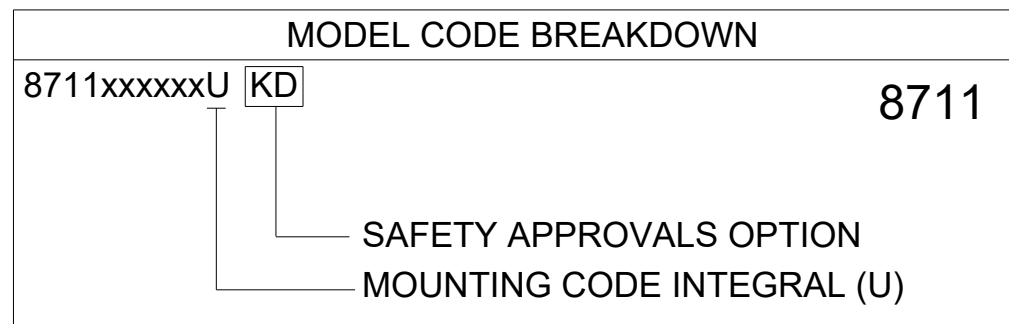 MODEL CODE BREAKDOWN
8711xxxxxxU KD
8711
SAFETY APPROVALS OPTION
MOUNTING CODE INTEGRAL (U)